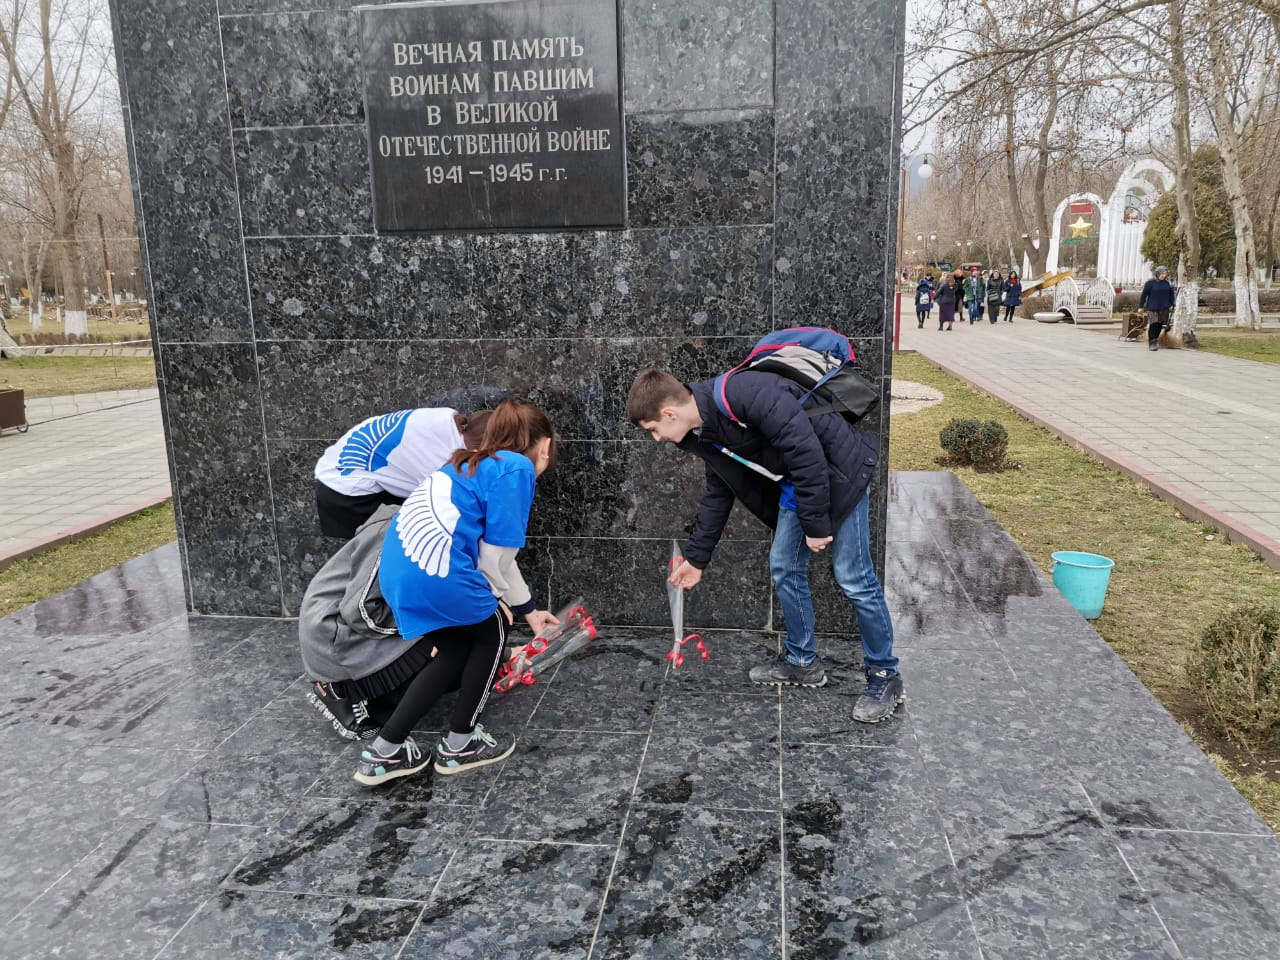 Вечная память
воинам павшим
в Великой
отечественной войне
1941 – 1945 г.г.